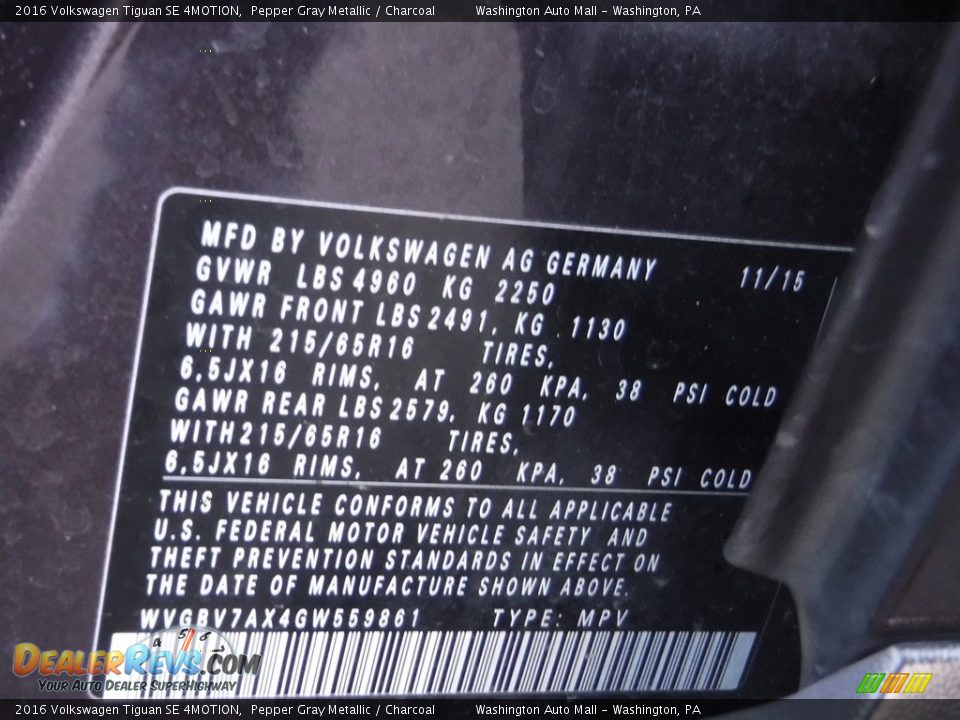 2016 Volkswagen Tiguan SE 4MOTION, Pepper Gray Metallic / Charcoal Washington Auto Mall - Washington, PA
MFD BY VOLKSWAGEN AG GERMANY 11/15
GVWR LBS 4960 KG 2250
GAWR FRONT LBS 2491, KG 1130
WITH 215/65R16 TIRES,
6,5JX16 RIMS, AT 260 KPA, 38 PSI COLD
GAWR REAR LBS 2579, KG 1170
WITH 215/65R16 TIRES,
6,5JX16 RIMS, AT 260 KPA, 38 PSI COLD
THIS VEHICLE CONFORMS TO ALL APPLICABLE
U.S. FEDERAL MOTOR VEHICLE SAFETY AND
THEFT PREVENTION STANDARDS IN EFFECT ON
THE DATE OF MANUFACTURE SHOWN ABOVE.
WVGBV7AX4GW559861 TYPE: MPV
4 5 6
DealerRevs.com
Your Auto Dealer SuperHighway
2016 Volkswagen Tiguan SE 4MOTION, Pepper Gray Metallic / Charcoal Washington Auto Mall - Washington, PA